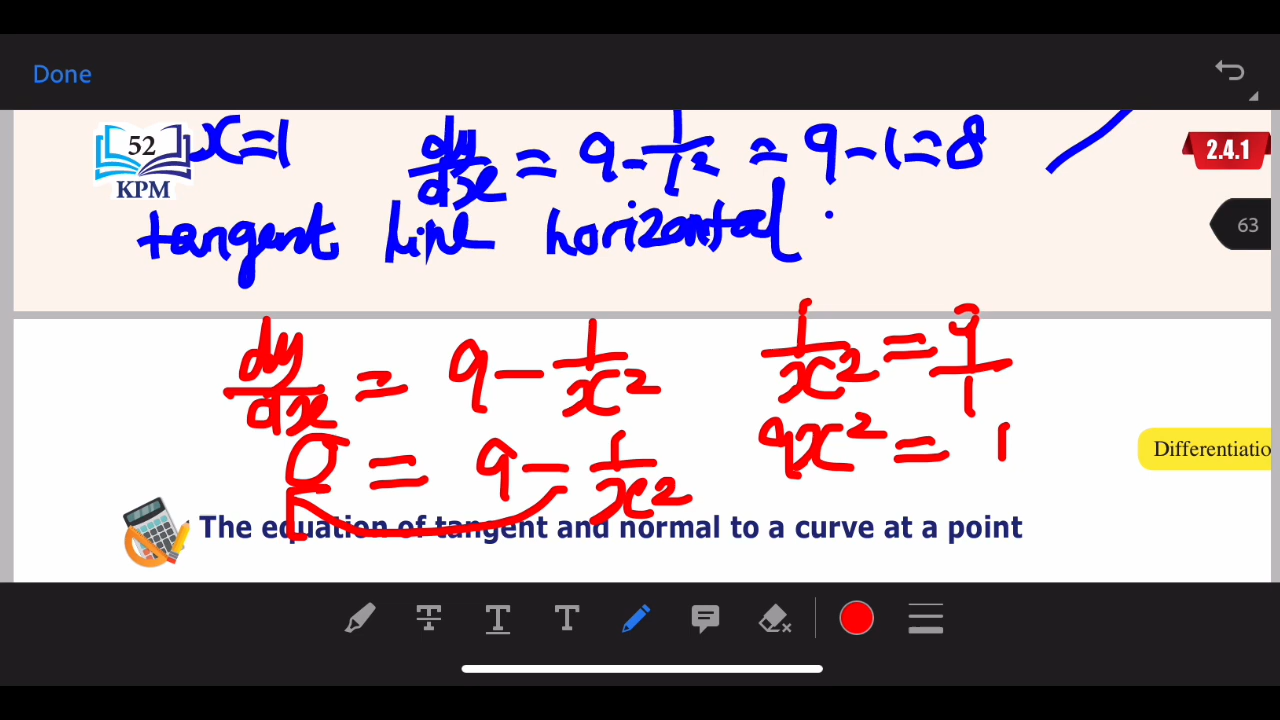 Done
52
KPM
x=1 dy/dx = 9 - 1/1² = 9-1=8
2.4.1
tangent line horizontal.
63
dy/dx = 9 - 1/x² 1/x² = 9/1
0 = 9 - 1/x² 9x² = 1
Differentiatio
The equation of tangent and normal to a curve at a point
T T T